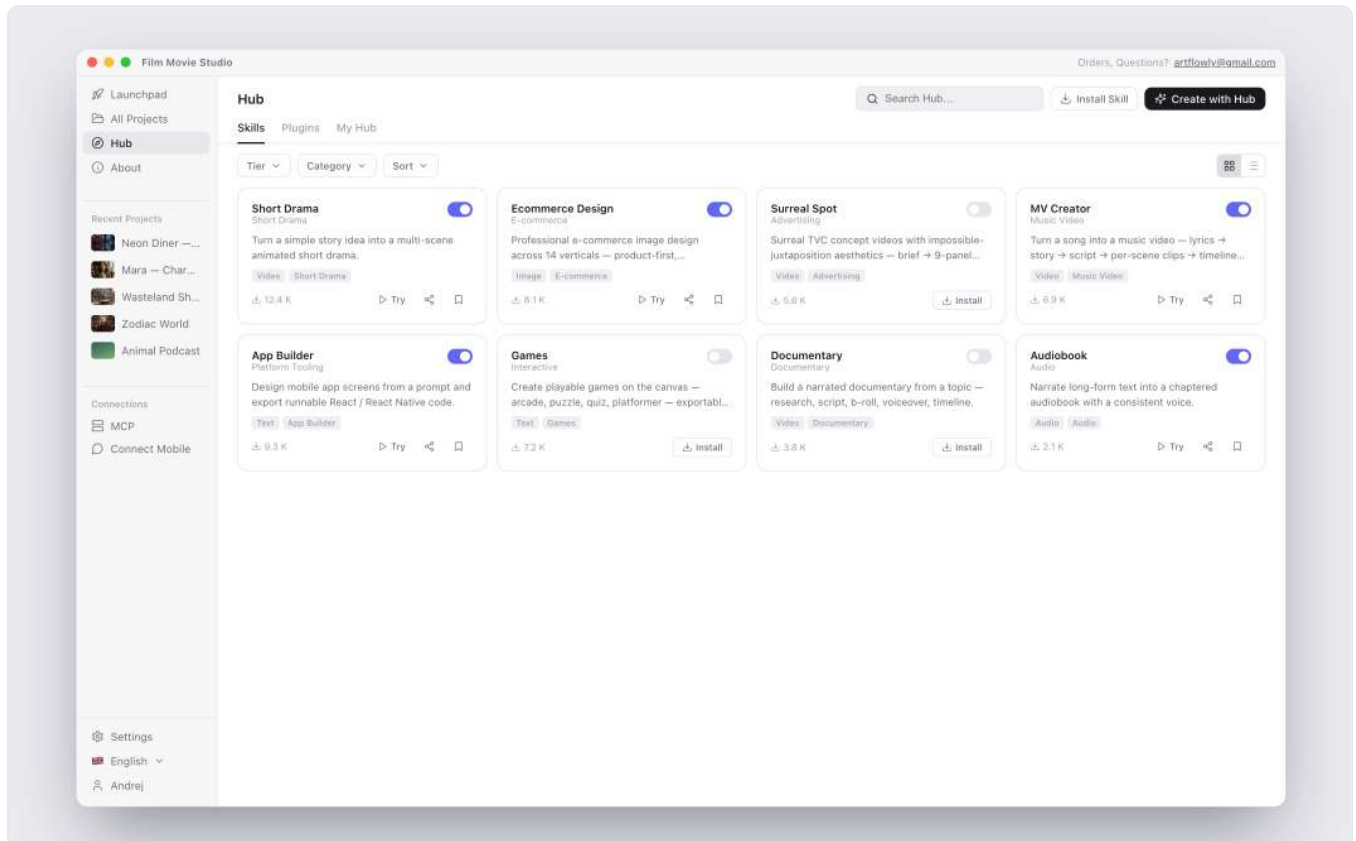 Film Movie Studio
Orders, Questions? artflowlv@gmail.com
Launchpad
All Projects
Hub
About
Recent Projects
Neon Diner —...
Mara — Char...
Wasteland Sh...
Zodiac World
Animal Podcast
Connections
MCP
Connect Mobile
Settings
English
Andrej
Hub
Search Hub...
Install Skill
Create with Hub
Skills Plugins My Hub
Tier Category Sort
Short Drama
Short Drama
Turn a simple story idea into a multi-scene
animated short drama.
Video Short Drama
12.4 K Try
Ecommerce Design
E-commerce
Professional e-commerce image design
across 14 verticals — product-first,...
Image E-commerce
8.1 K Try
Surreal Spot
Advertising
Surreal TVC concept videos with impossible-
juxtaposition aesthetics — brief → 9-panel...
Video Advertising
5.6 K Install
MV Creator
Music Video
Turn a song into a music video — lyrics →
story → script → per-scene clips → timeline...
Video Music Video
6.9 K Try
App Builder
Platform Tooling
Design mobile app screens from a prompt and
export runnable React / React Native code.
Text App Builder
9.3 K Try
Games
Interactive
Create playable games on the canvas —
arcade, puzzle, quiz, platformer — exportabl...
Text Games
7.2 K Install
Documentary
Documentary
Build a narrated documentary from a topic —
research, script, b-roll, voiceover, timeline.
Video Documentary
3.8 K Install
Audiobook
Audio
Narrate long-form text into a chaptered
audiobook with a consistent voice.
Audio Audio
2.1 K Try